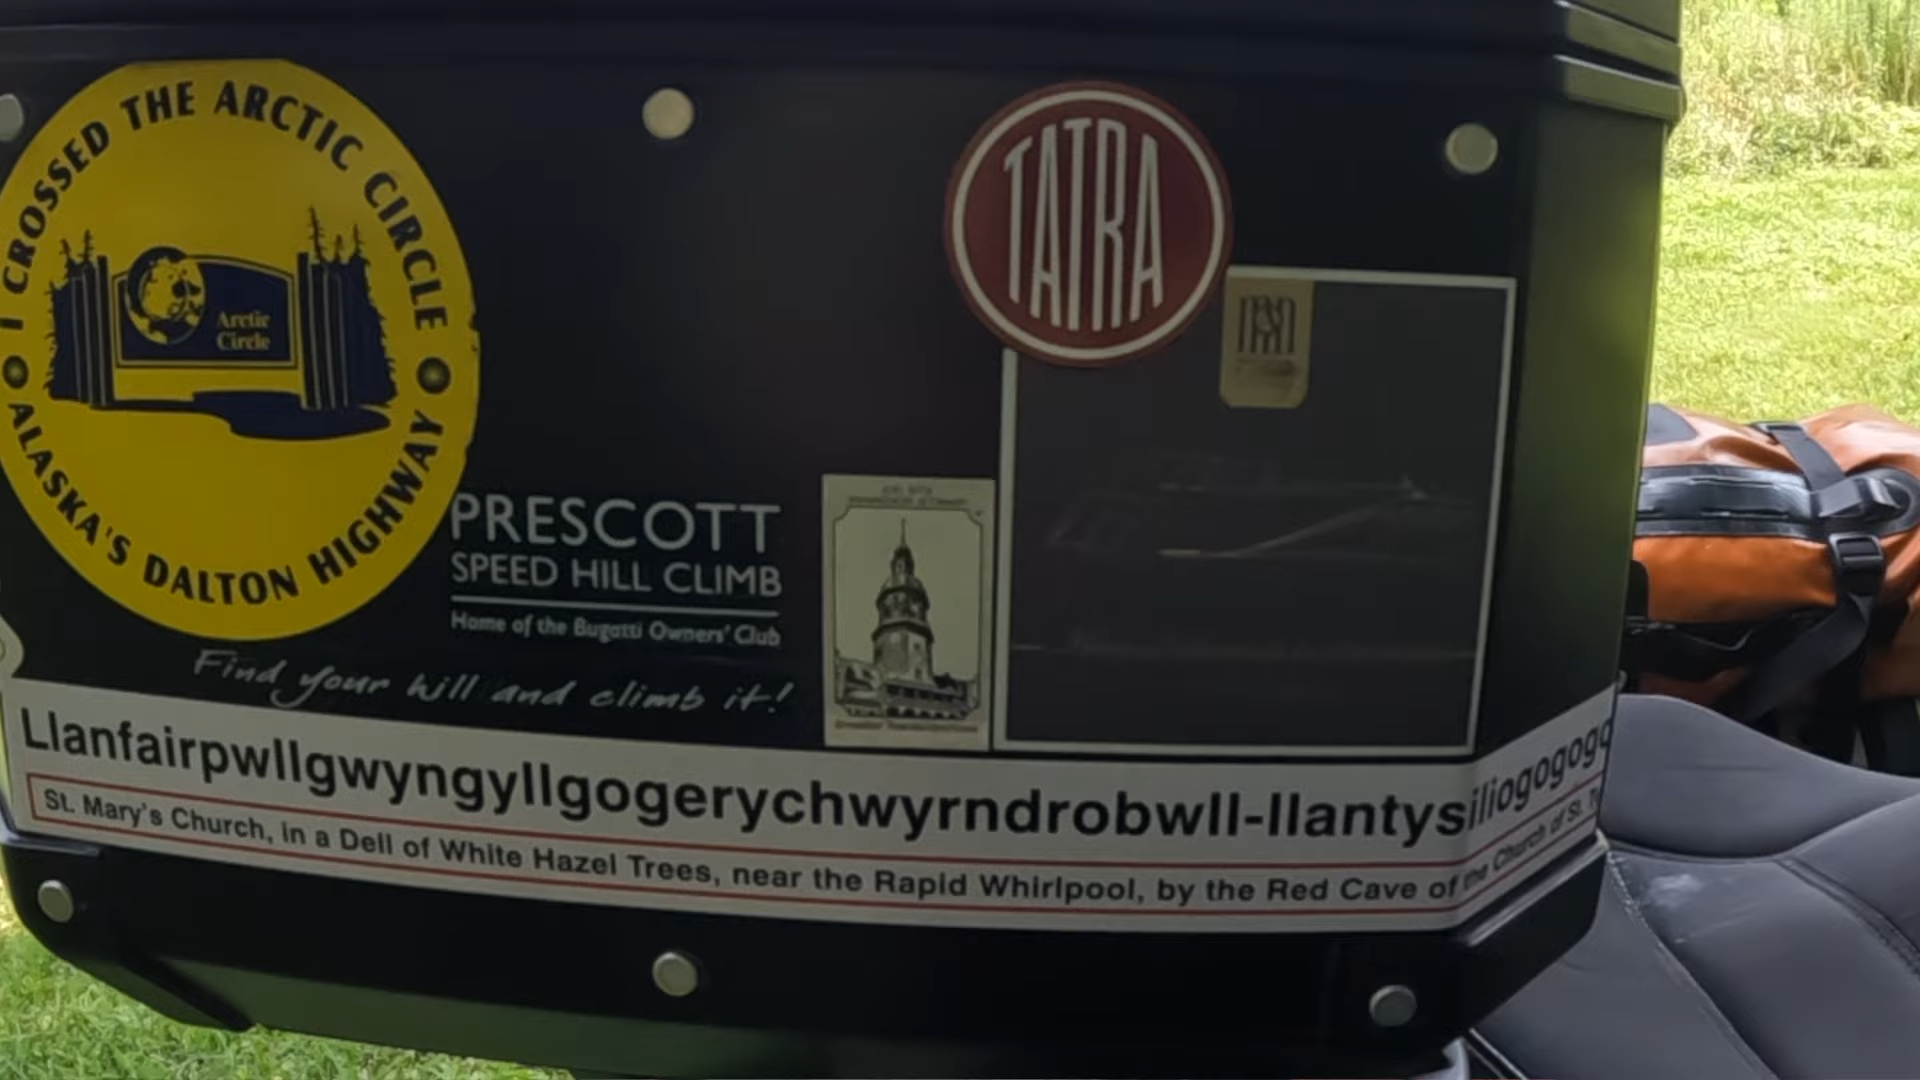 I CROSSED THE ARCTIC CIRCLE
Arctic
Circle
ALASKA'S DALTON HIGHWAY
TATRA
PRESCOTT
SPEED HILL CLIMB
Home of the Bugatti Owners' Club
Find your hill and climb it!
Llanfairpwllgwyngyllgogerychwyrndrobwll-llantysiliogogog
St. Mary's Church, in a Dell of White Hazel Trees, near the Rapid Whirlpool, by the Red Cave of the Church of St.